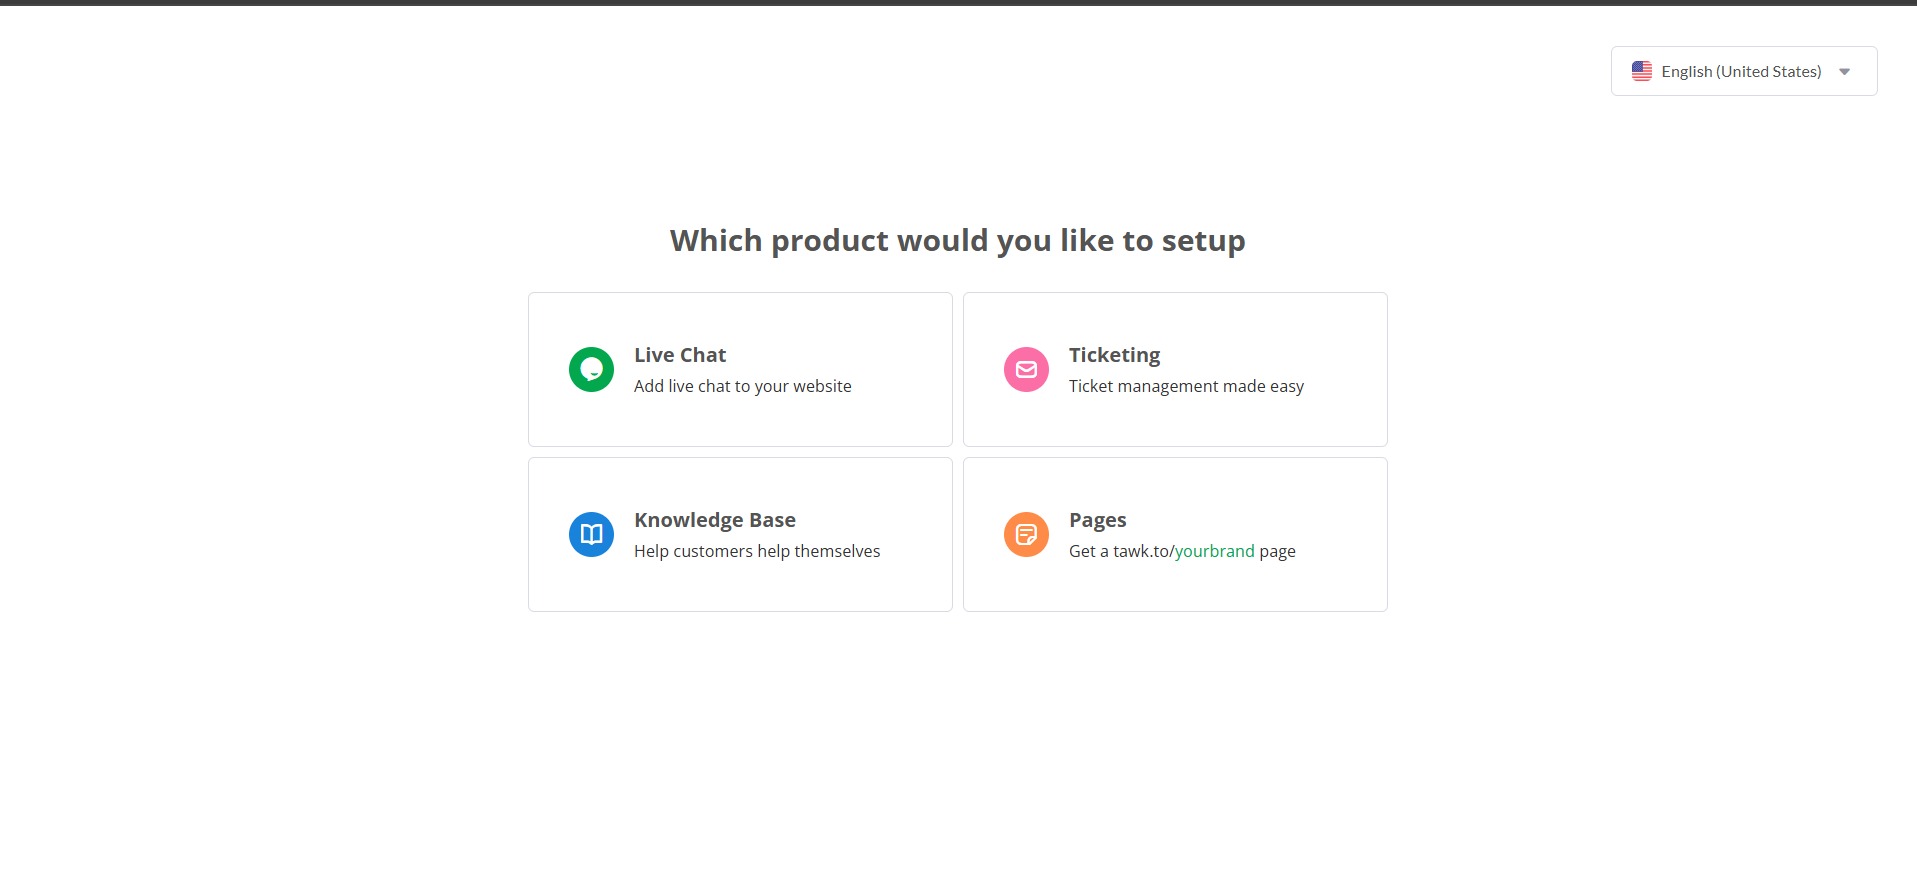 English (United States)
Which product would you like to setup
Live Chat
Add live chat to your website
Ticketing
Ticket management made easy
Knowledge Base
Help customers help themselves
Pages
Get a tawk.to/yourbrand page